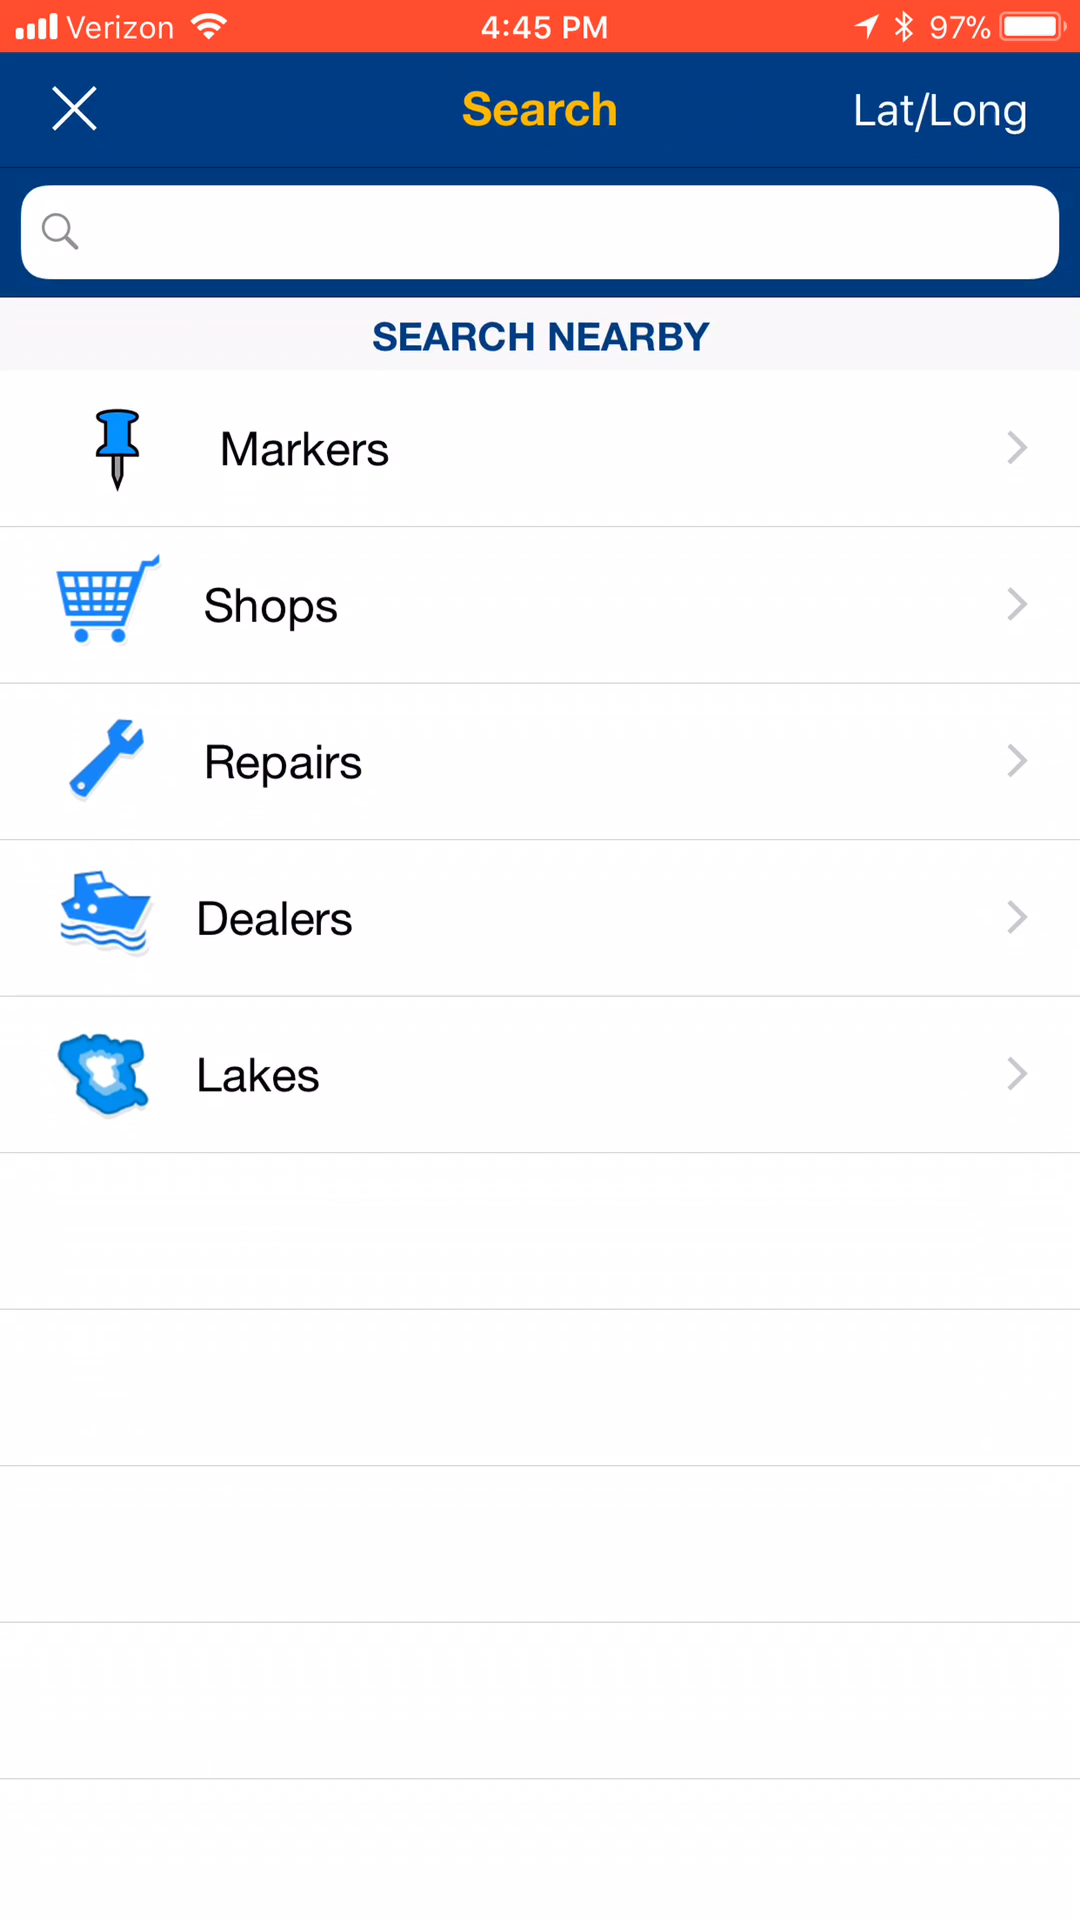 Verizon 4:45 PM 97%
Search Lat/Long
SEARCH NEARBY
Markers
Shops
Repairs
Dealers
Lakes